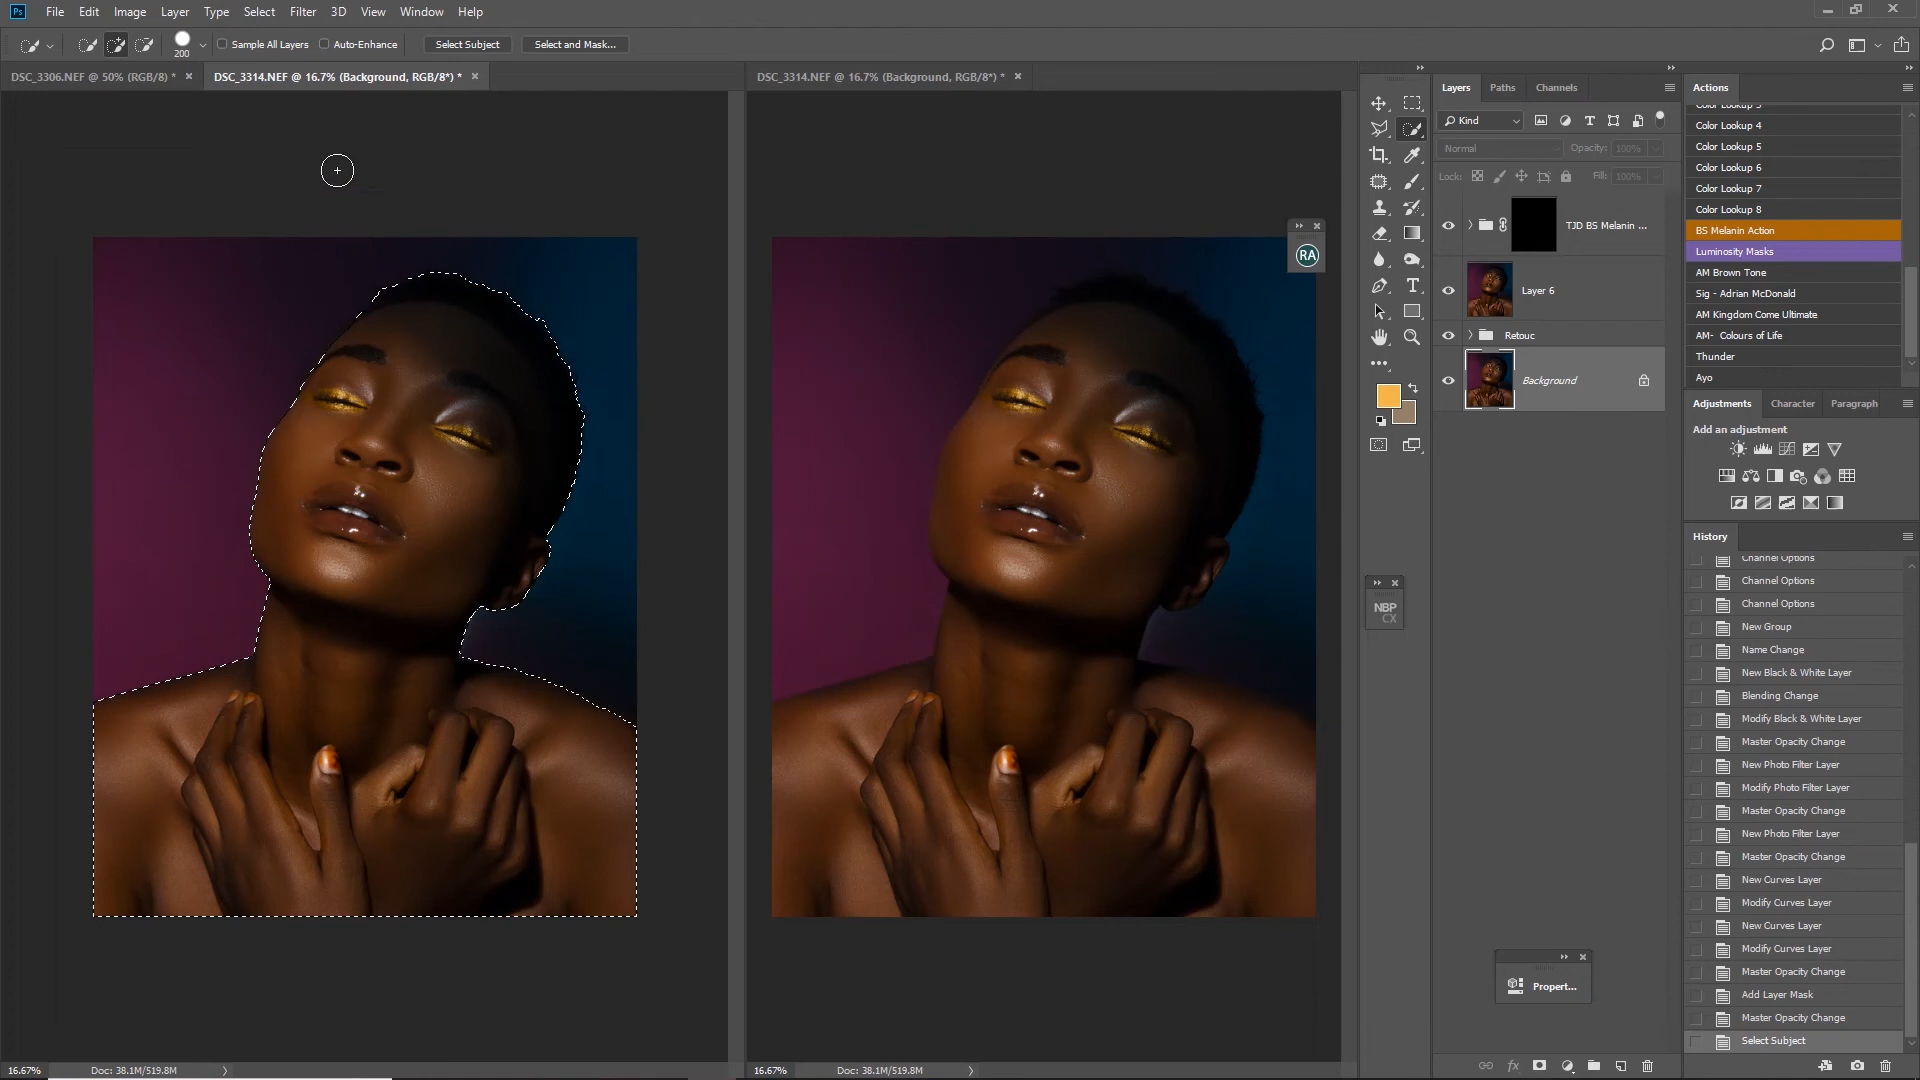 Ps File Edit Image Layer Type Select Filter 3D View Window Help
200 Sample All Layers Auto-Enhance Select Subject Select and Mask...
DSC_3306.NEF @ 50% (RGB/8) * × DSC_3314.NEF @ 16.7% (Background, RGB/8*) * ×
DSC_3314.NEF @ 16.7% (Background, RGB/8*) * ×
RA
NBP
CX
Layers Paths Channels
Kind
Normal Opacity: 100%
Lock: Fill: 100%
TJD BS Melanin ...
Layer 6
Retouc
Background
Propert...
Actions
Color Lookup 3
Color Lookup 4
Color Lookup 5
Color Lookup 6
Color Lookup 7
Color Lookup 8
BS Melanin Action
Luminosity Masks
AM Brown Tone
Sig - Adrian McDonald
AM Kingdom Come Ultimate
AM- Colours of Life
Thunder
Ayo
Adjustments Character Paragraph
Add an adjustment
History
Channel Options
Channel Options
Channel Options
New Group
Name Change
New Black & White Layer
Blending Change
Modify Black & White Layer
Master Opacity Change
New Photo Filter Layer
Modify Photo Filter Layer
Master Opacity Change
New Photo Filter Layer
Master Opacity Change
New Curves Layer
Modify Curves Layer
New Curves Layer
Modify Curves Layer
Master Opacity Change
Add Layer Mask
Master Opacity Change
Select Subject
16.67% Doc: 38.1M/519.8M
16.67% Doc: 38.1M/519.8M